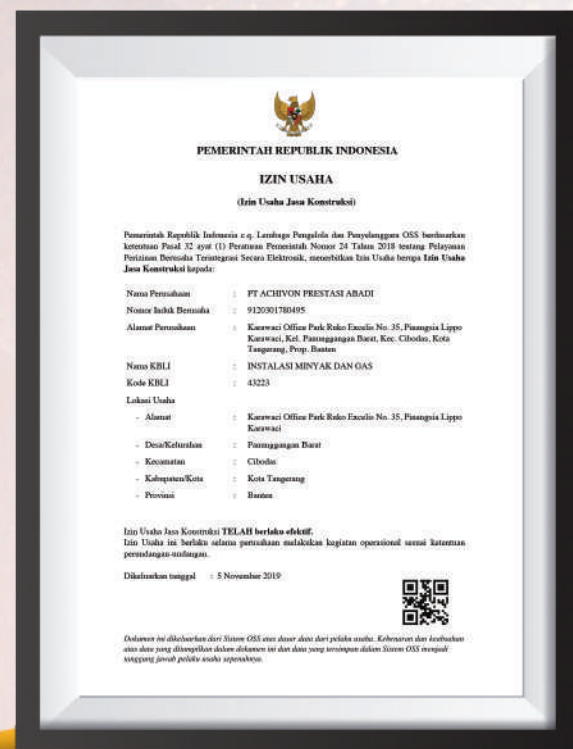 PEMERINTAH REPUBLIK INDONESIA
IZIN USAHA
(Izin Usaha Jasa Konstruksi)
Pemerintah Republik Indonesia c.q. Lembaga Pengelola dan Penyelenggara OSS berdasarkan
ketentuan Pasal 32 ayat (1) Peraturan Pemerintah Nomor 24 Tahun 2018 tentang Pelayanan
Perizinan Berusaha Terintegrasi Secara Elektronik, menerbitkan Izin Usaha berupa Izin Usaha
Jasa Konstruksi kepada:
Nama Perusahaan : PT ACHIVON PRESTASI ABADI
Nomor Induk Berusaha : 9120301780495
Alamat Perusahaan : Karawaci Office Park Ruko Excelis No. 35, Pinangsia Lippo
Karawaci, Kel. Panunggangan Barat, Kec. Cibodas, Kota
Tangerang, Prop. Banten
Nama KBLI : INSTALASI MINYAK DAN GAS
Kode KBLI : 43223
Lokasi Usaha
- Alamat : Karawaci Office Park Ruko Excelis No. 35, Pinangsia Lippo
Karawaci
- Desa/Kelurahan : Panunggangan Barat
- Kecamatan : Cibodas
- Kabupaten/Kota : Kota Tangerang
- Provinsi : Banten
Izin Usaha Jasa Konstruksi TELAH berlaku efektif.
Izin Usaha ini berlaku selama perusahaan melakukan kegiatan operasional sesuai ketentuan
perundangan-undangan.
Dikeluarkan tanggal : 5 November 2019
Dokumen ini dikeluarkan dari Sistem OSS atas dasar data dari pelaku usaha. Kebenaran dan keabsahan
atas data yang ditampilkan dalam dokumen ini dan data yang tersimpan dalam Sistem OSS menjadi
tanggung jawab pelaku usaha sepenuhnya.